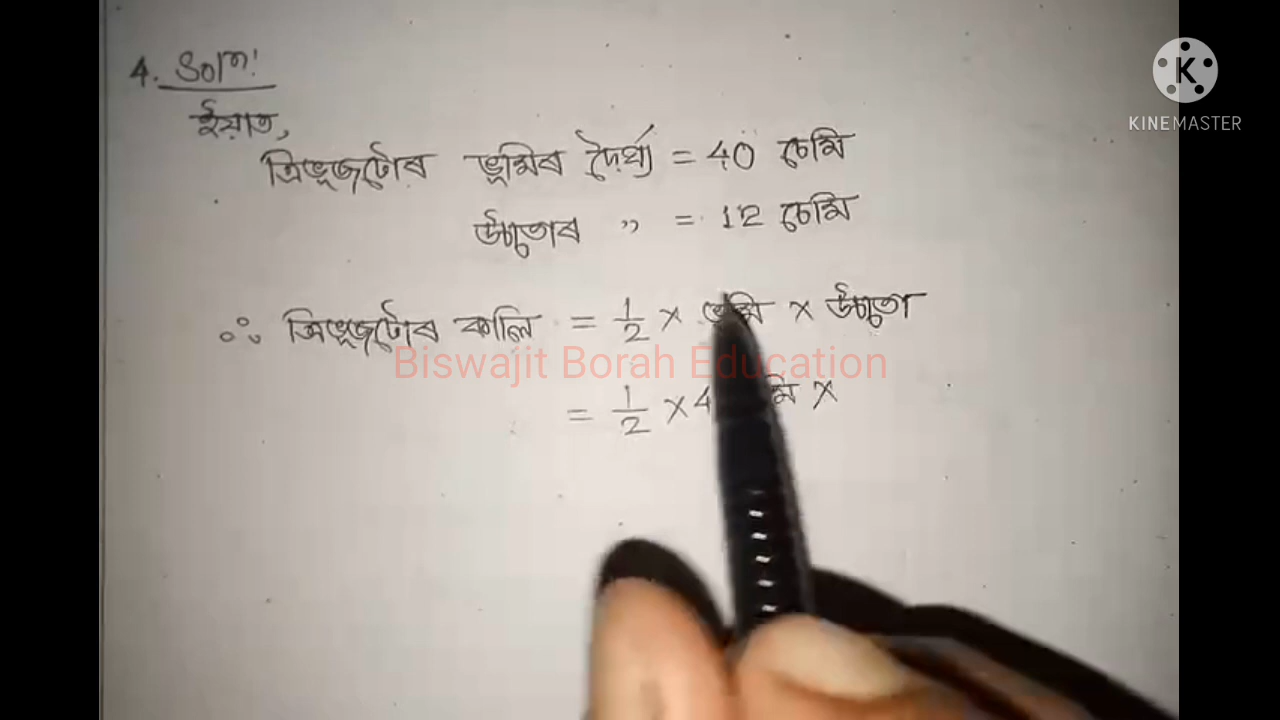 4. Soln!
ইয়াত,
ত্ৰিভূজটোৰ ভূমিৰ দৈৰ্ঘ্য = 40 চেমি
উচ্চতাৰ ,, = 12 চেমি
∴ ত্ৰিভূজটোৰ কালি = 1/2 × ভূমি × উচ্চতা
= 1/2 × 4 মি ×
Biswajit Borah Education
K
KINEMASTER